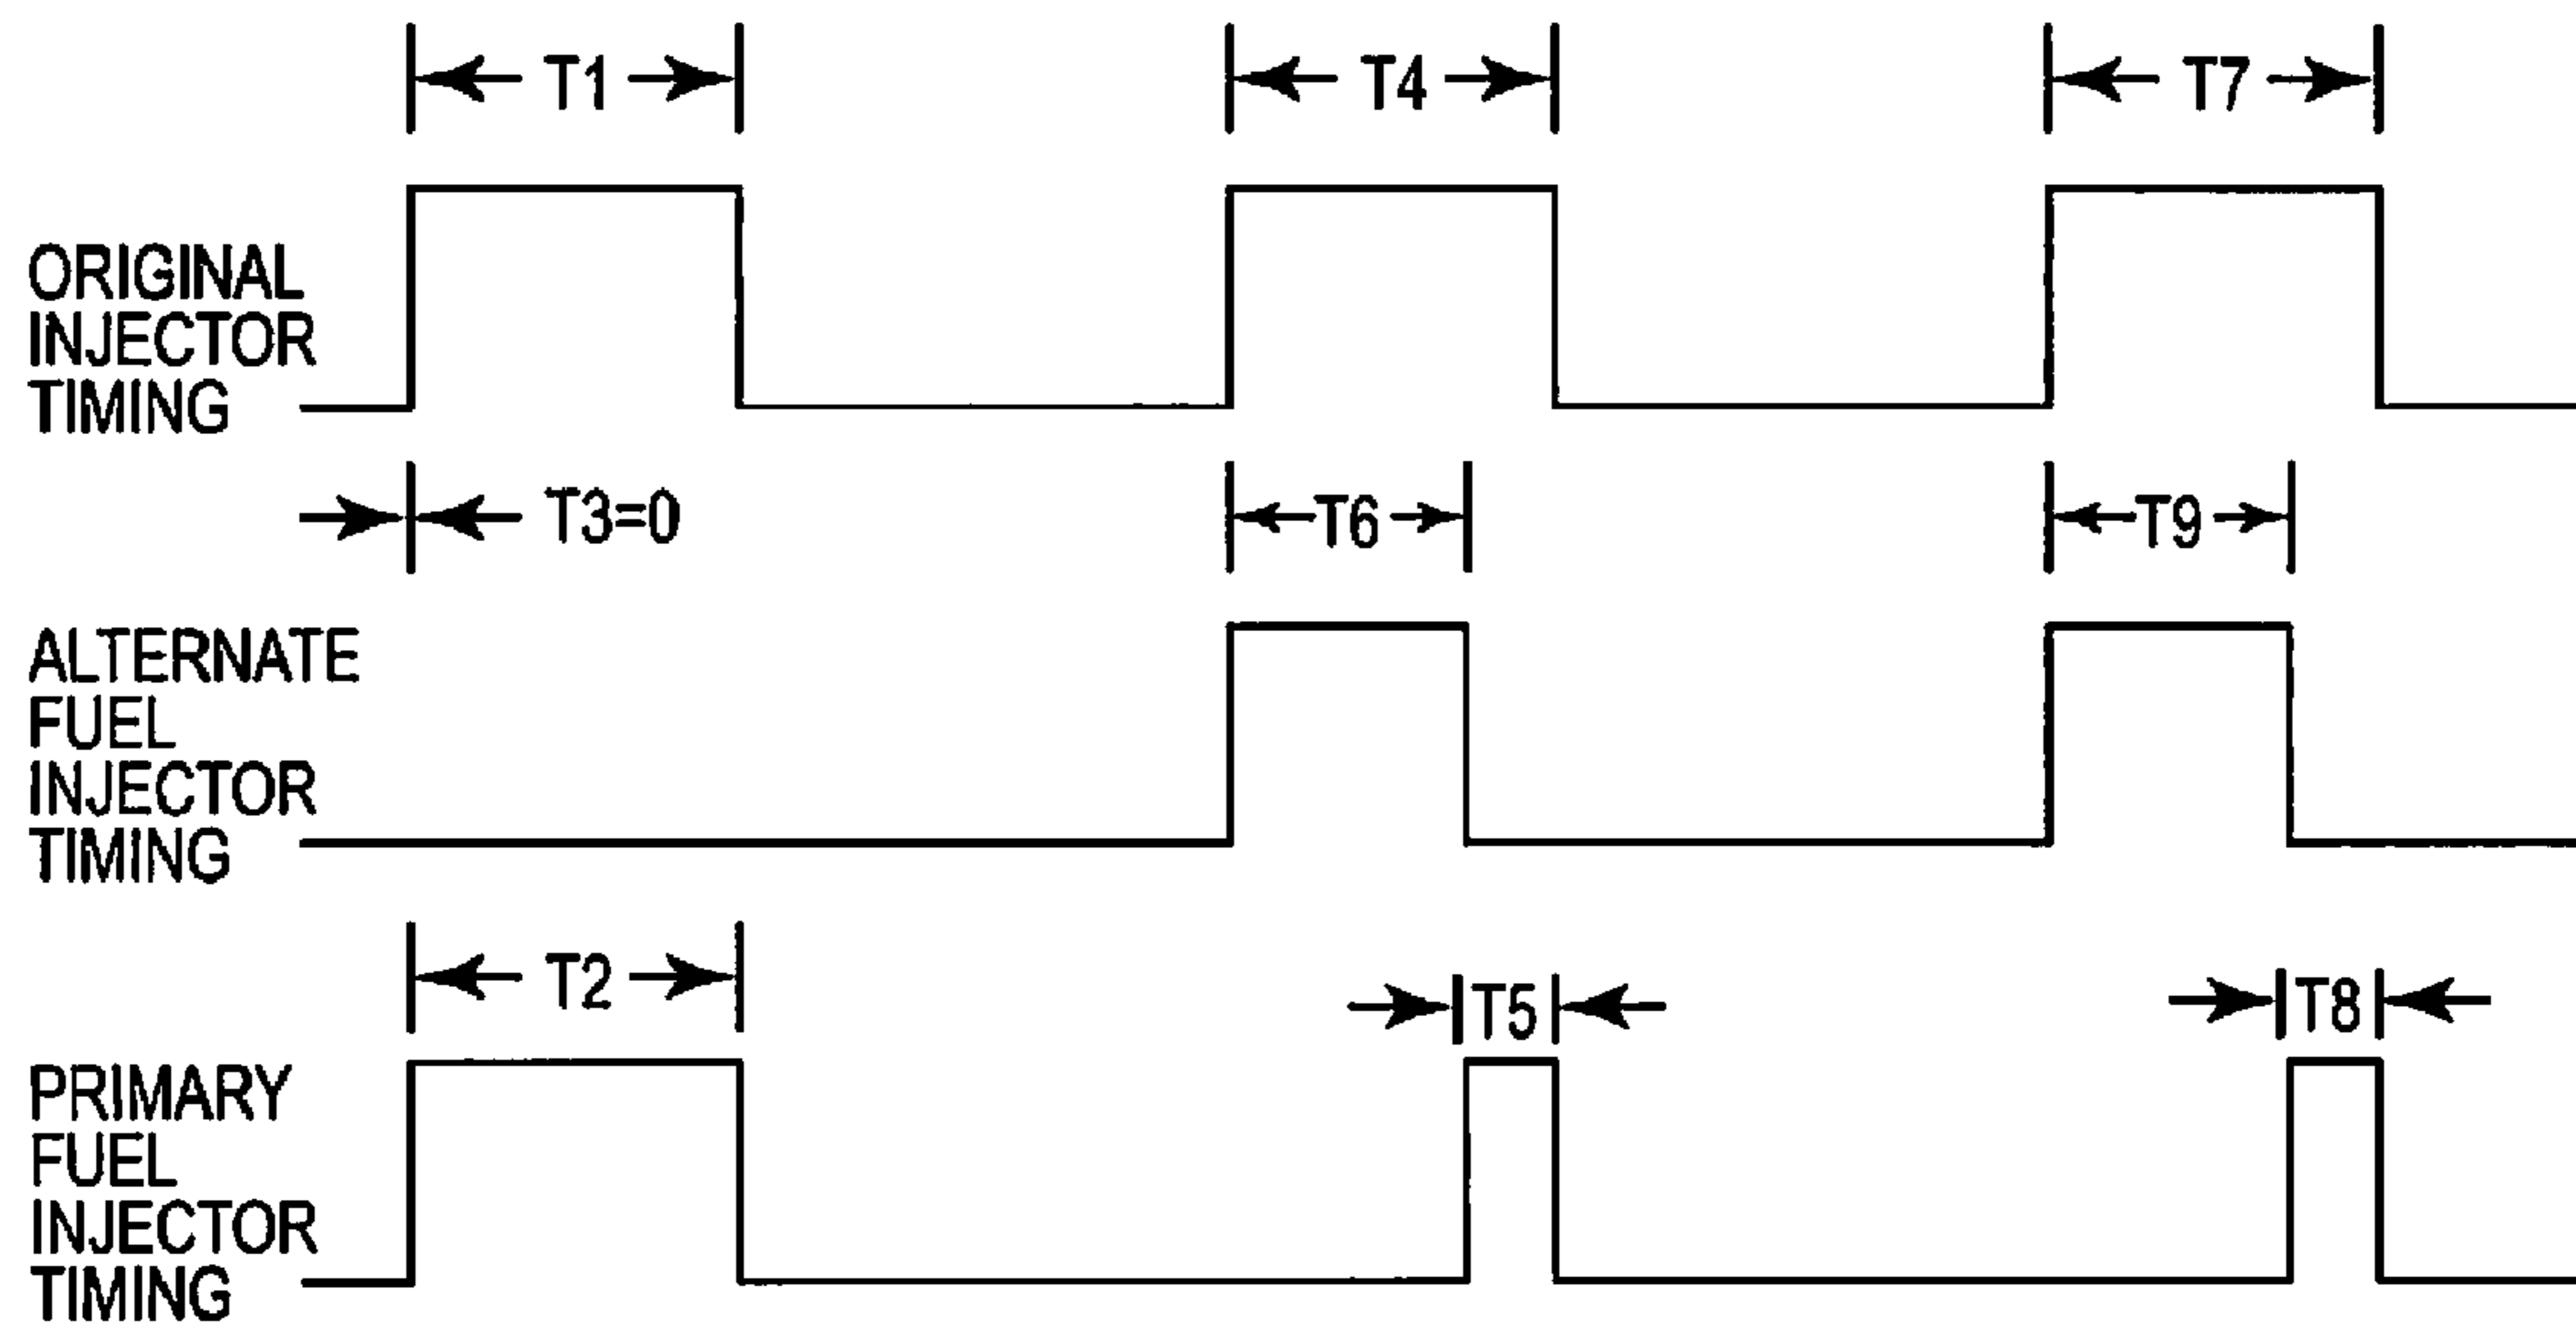 T1 T4 T7
ORIGINAL
INJECTOR
TIMING
T3=0 T6 T9
ALTERNATE
FUEL
INJECTOR
TIMING
T2 T5 T8
PRIMARY
FUEL
INJECTOR
TIMING